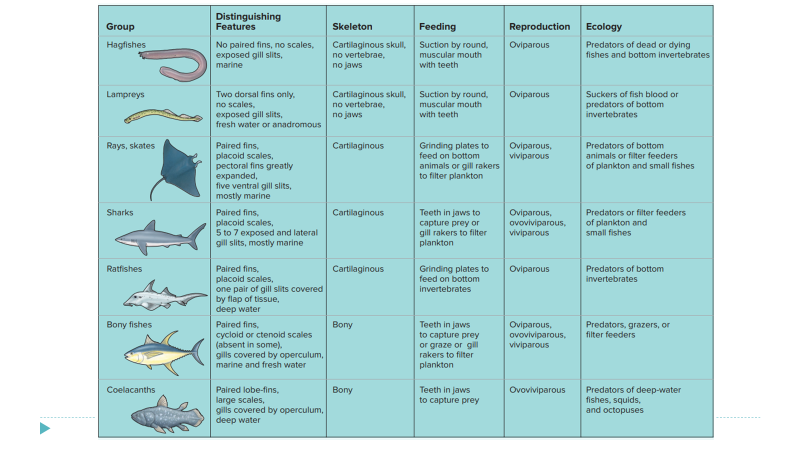 Group
Distinguishing
Features
Skeleton
Feeding
Reproduction
Ecology
Hagfishes
No paired fins, no scales,
exposed gill slits,
marine
Cartilaginous skull,
no vertebrae,
no jaws
Suction by round,
muscular mouth
with teeth
Oviparous
Predators of dead or dying
fishes and bottom invertebrates
Lampreys
Two dorsal fins only,
no scales,
exposed gill slits,
fresh water or anadromous
Cartilaginous skull,
no vertebrae,
no jaws
Suction by round,
muscular mouth
with teeth
Oviparous
Suckers of fish blood or
predators of bottom
invertebrates
Rays, skates
Paired fins,
placoid scales,
pectoral fins greatly
expanded,
five ventral gill slits,
mostly marine
Cartilaginous
Grinding plates to
feed on bottom
animals or gill rakers
to filter plankton
Oviparous,
viviparous
Predators of bottom
animals or filter feeders
of plankton and small fishes
Sharks
Paired fins,
placoid scales,
5 to 7 exposed and lateral
gill slits, mostly marine
Cartilaginous
Teeth in jaws to
capture prey or
gill rakers to filter
plankton
Oviparous,
ovoviviparous,
viviparous
Predators or filter feeders
of plankton and
small fishes
Ratfishes
Paired fins,
placoid scales,
one pair of gill slits covered
by flap of tissue,
deep water
Cartilaginous
Grinding plates to
feed on bottom
invertebrates
Oviparous
Predators of bottom
invertebrates
Bony fishes
Paired fins,
cycloid or ctenoid scales
(absent in some),
gills covered by operculum,
marine and fresh water
Bony
Teeth in jaws
to capture prey
or graze or gill
rakers to filter
plankton
Oviparous,
ovoviviparous,
viviparous
Predators, grazers, or
filter feeders
Coelacanths
Paired lobe-fins,
large scales,
gills covered by operculum,
deep water
Bony
Teeth in jaws
to capture prey
Ovoviviparous
Predators of deep-water
fishes, squids,
and octopuses